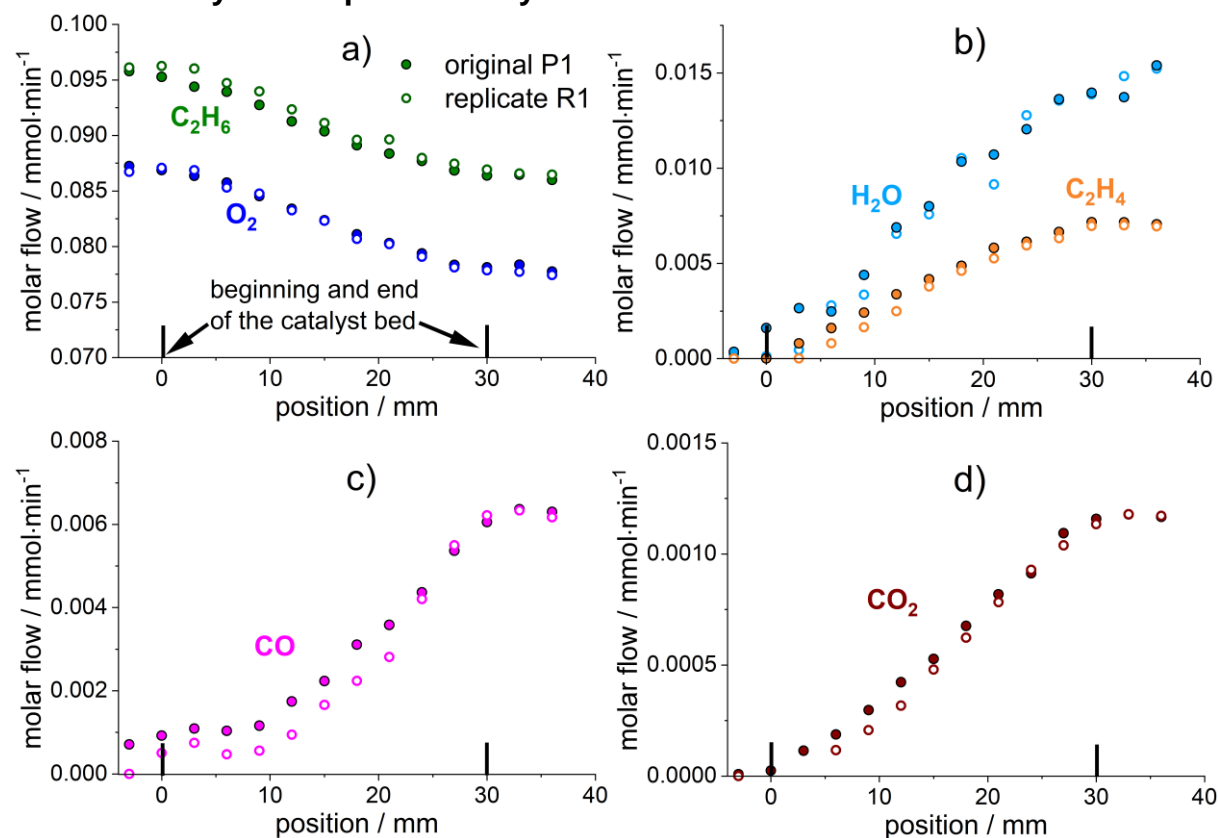 a)
original P1
replicate R1
C₂H₆
O₂
beginning and end
of the catalyst bed
0.100
0.095
0.090
0.085
0.080
0.075
0.070
molar flow / mmol·min⁻¹
0 10 20 30 40
position / mm
b)
H₂O
C₂H₄
0.015
0.010
0.005
0.000
molar flow / mmol·min⁻¹
0 10 20 30 40
position / mm
c)
CO
0.008
0.006
0.004
0.002
0.000
molar flow / mmol·min⁻¹
0 10 20 30 40
position / mm
d)
CO₂
0.0015
0.0010
0.0005
0.0000
molar flow / mmol·min⁻¹
0 10 20 30 40
position / mm